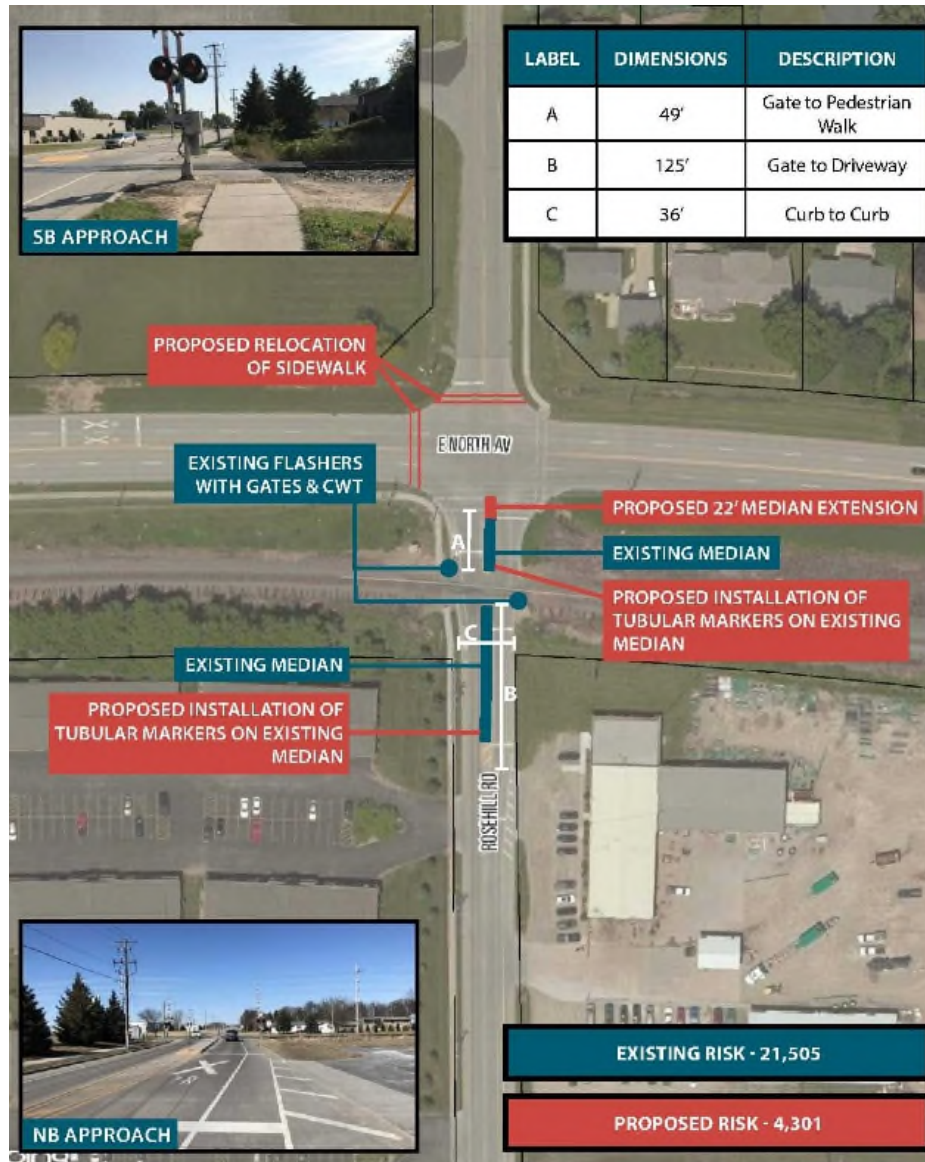 LABEL DIMENSIONS DESCRIPTION
A 49' Gate to Pedestrian
Walk
B 125' Gate to Driveway
C 36' Curb to Curb
SB APPROACH
PROPOSED RELOCATION
OF SIDEWALK
E NORTH AV
EXISTING FLASHERS
WITH GATES & CWT
PROPOSED 22' MEDIAN EXTENSION
A
EXISTING MEDIAN
PROPOSED INSTALLATION OF
TUBULAR MARKERS ON EXISTING
MEDIAN
C
EXISTING MEDIAN
B
PROPOSED INSTALLATION OF
TUBULAR MARKERS ON EXISTING
MEDIAN
ROSEHILL RD
EXISTING RISK - 21,505
PROPOSED RISK - 4,301
NB APPROACH